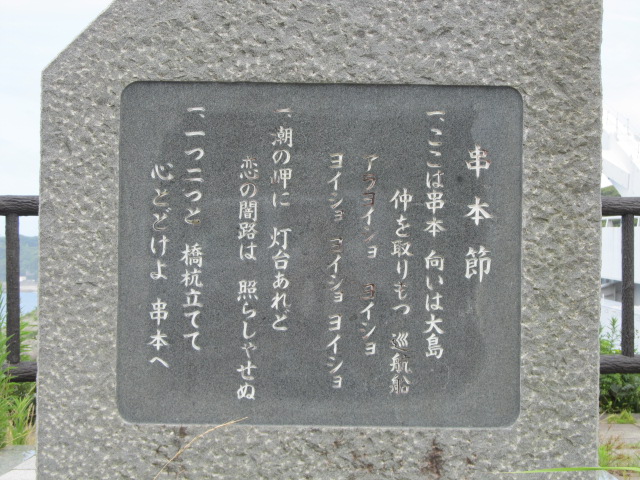 串本節
一、ここは串本 向いは大島
仲を取りもつ 巡航船
アラヨイショ ヨイショ
ヨイショ ヨイショ ヨイショ
一、潮の岬に 灯台あれど
恋の闇路は 照らしゃせぬ
一、一つ二つと 橋杭立てて
心とどけよ 串本へ